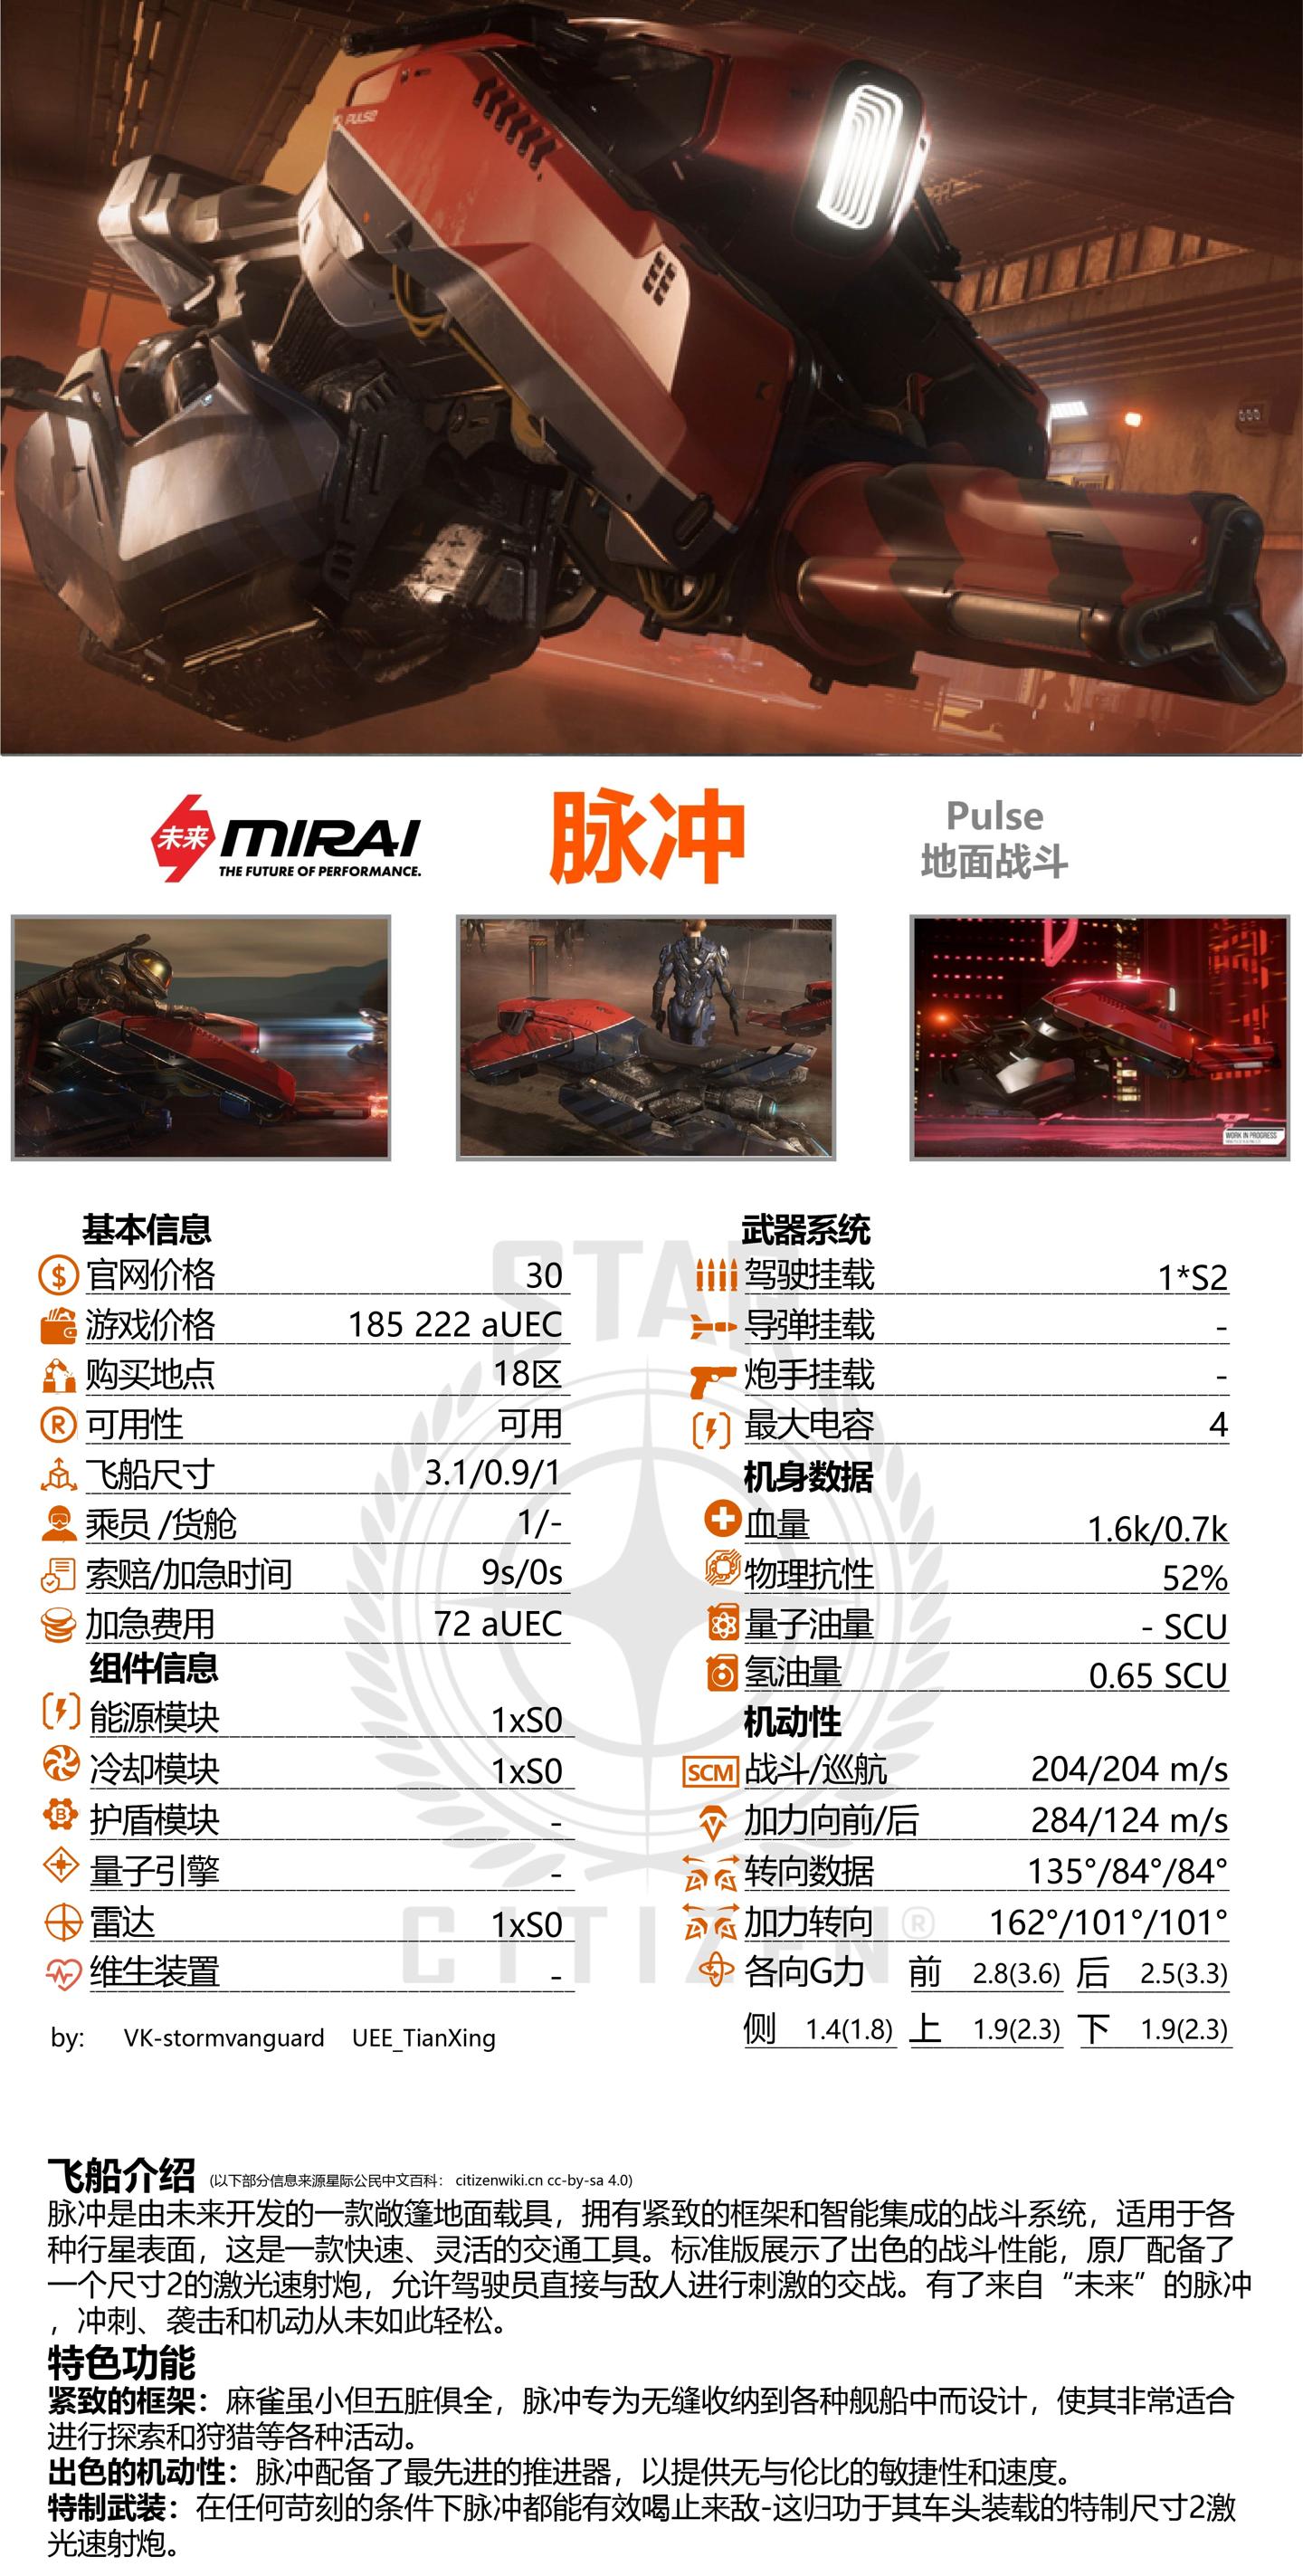 PULSE
未来 MIRAI
THE FUTURE OF PERFORMANCE.
脉冲
Pulse
地面战斗
WORK IN PROGRESS
STAR
CITIZEN®
基本信息
官网价格 30
游戏价格 185 222 aUEC
购买地点 18区
可用性 可用
飞船尺寸 3.1/0.9/1
乘员 /货舱 1/-
索赔/加急时间 9s/0s
加急费用 72 aUEC
组件信息
能源模块 1xS0
冷却模块 1xS0
护盾模块 -
量子引擎 -
雷达 1xS0
维生装置 -
by: VK-stormvanguard UEE_TianXing
武器系统
驾驶挂载 1*S2
导弹挂载 -
炮手挂载 -
最大电容 4
机身数据
血量 1.6k/0.7k
物理抗性 52%
量子油量 - SCU
氢油量 0.65 SCU
机动性
SCM 战斗/巡航 204/204 m/s
加力向前/后 284/124 m/s
转向数据 135°/84°/84°
加力转向 162°/101°/101°
各向G力 前 2.8(3.6) 后 2.5(3.3)
侧 1.4(1.8) 上 1.9(2.3) 下 1.9(2.3)
飞船介绍 (以下部分信息来源星际公民中文百科： citizenwiki.cn cc-by-sa 4.0)
脉冲是由未来开发的一款敞篷地面载具，拥有紧致的框架和智能集成的战斗系统，适用于各
种行星表面，这是一款快速、灵活的交通工具。标准版展示了出色的战斗性能，原厂配备了
一个尺寸2的激光速射炮，允许驾驶员直接与敌人进行刺激的交战。有了来自“未来”的脉冲
，冲刺、袭击和机动从未如此轻松。
特色功能
紧致的框架：麻雀虽小但五脏俱全，脉冲专为无缝收纳到各种舰船中而设计，使其非常适合
进行探索和狩猎等各种活动。
出色的机动性：脉冲配备了最先进的推进器，以提供无与伦比的敏捷性和速度。
特制武装：在任何苛刻的条件下脉冲都能有效喝止来敌-这归功于其车头装载的特制尺寸2激
光速射炮。